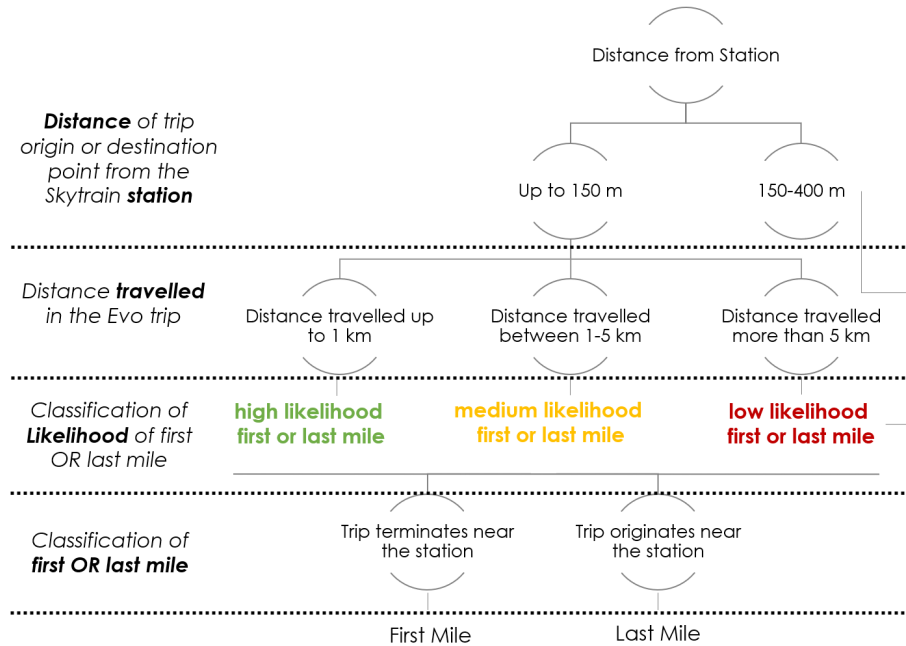 Distance from Station
Distance of trip
origin or destination
point from the
Skytrain station
Up to 150 m
150-400 m
Distance travelled
in the Evo trip
Distance travelled up
to 1 km
Distance travelled
between 1-5 km
Distance travelled
more than 5 km
Classification of
Likelihood of first
OR last mile
high likelihood
first or last mile
medium likelihood
first or last mile
low likelihood
first or last mile
Classification of
first OR last mile
Trip terminates near
the station
Trip originates near
the station
First Mile
Last Mile